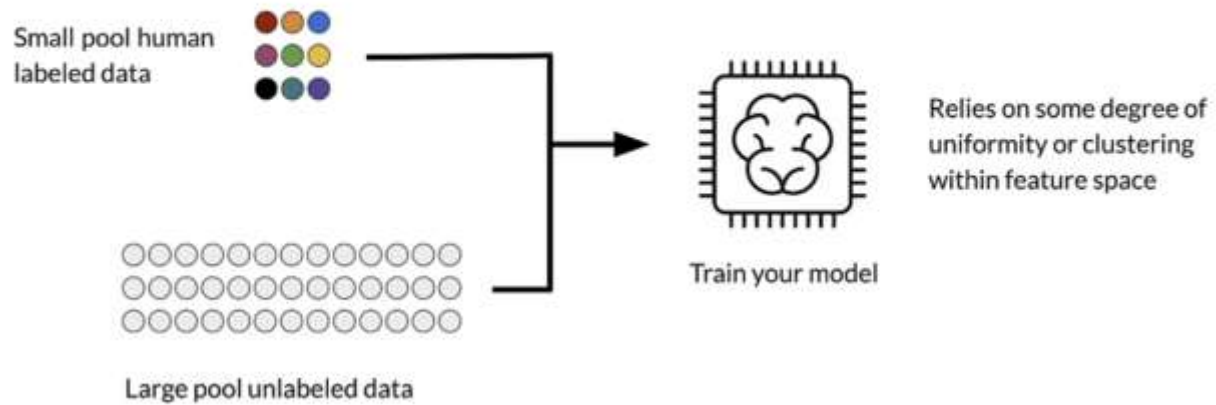 Small pool human
labeled data
Relies on some degree of
uniformity or clustering
within feature space
Train your model
Large pool unlabeled data